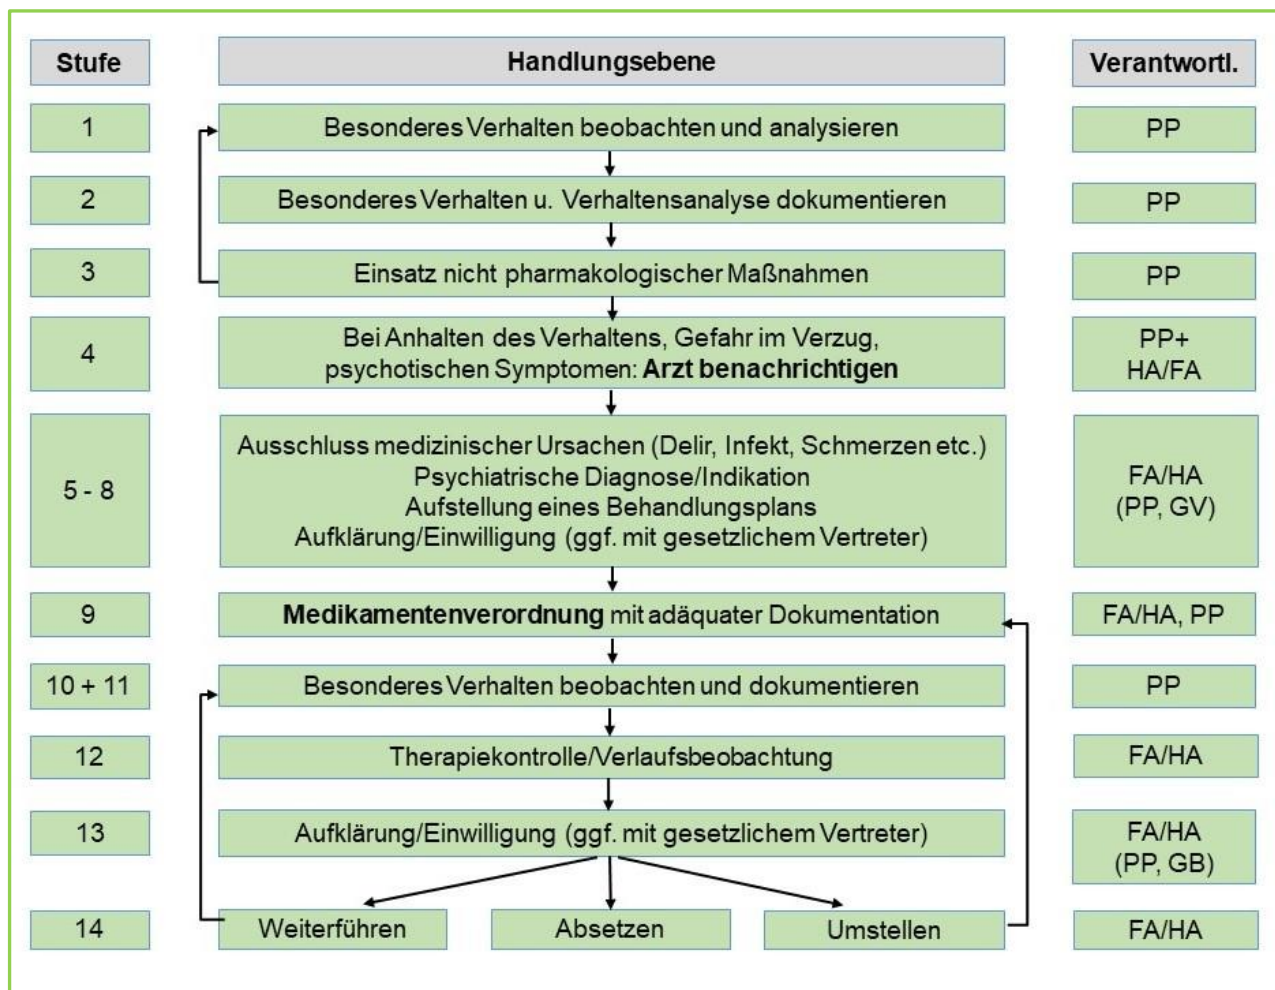 Stufe Handlungsebene Verantwortl.
1 Besonderes Verhalten beobachten und analysieren PP
2 Besonderes Verhalten u. Verhaltensanalyse dokumentieren PP
3 Einsatz nicht pharmakologischer Maßnahmen PP
4
Bei Anhalten des Verhaltens, Gefahr im Verzug,
psychotischen Symptomen: Arzt benachrichtigen
PP+
HA/FA
5 - 8
Ausschluss medizinischer Ursachen (Delir, Infekt, Schmerzen etc.)
Psychiatrische Diagnose/Indikation
Aufstellung eines Behandlungsplans
Aufklärung/Einwilligung (ggf. mit gesetzlichem Vertreter)
FA/HA
(PP, GV)
9 Medikamentenverordnung mit adäquater Dokumentation FA/HA, PP
10 + 11 Besonderes Verhalten beobachten und dokumentieren PP
12 Therapiekontrolle/Verlaufsbeobachtung FA/HA
13 Aufklärung/Einwilligung (ggf. mit gesetzlichem Vertreter)
FA/HA
(PP, GB)
14 Weiterführen Absetzen Umstellen FA/HA